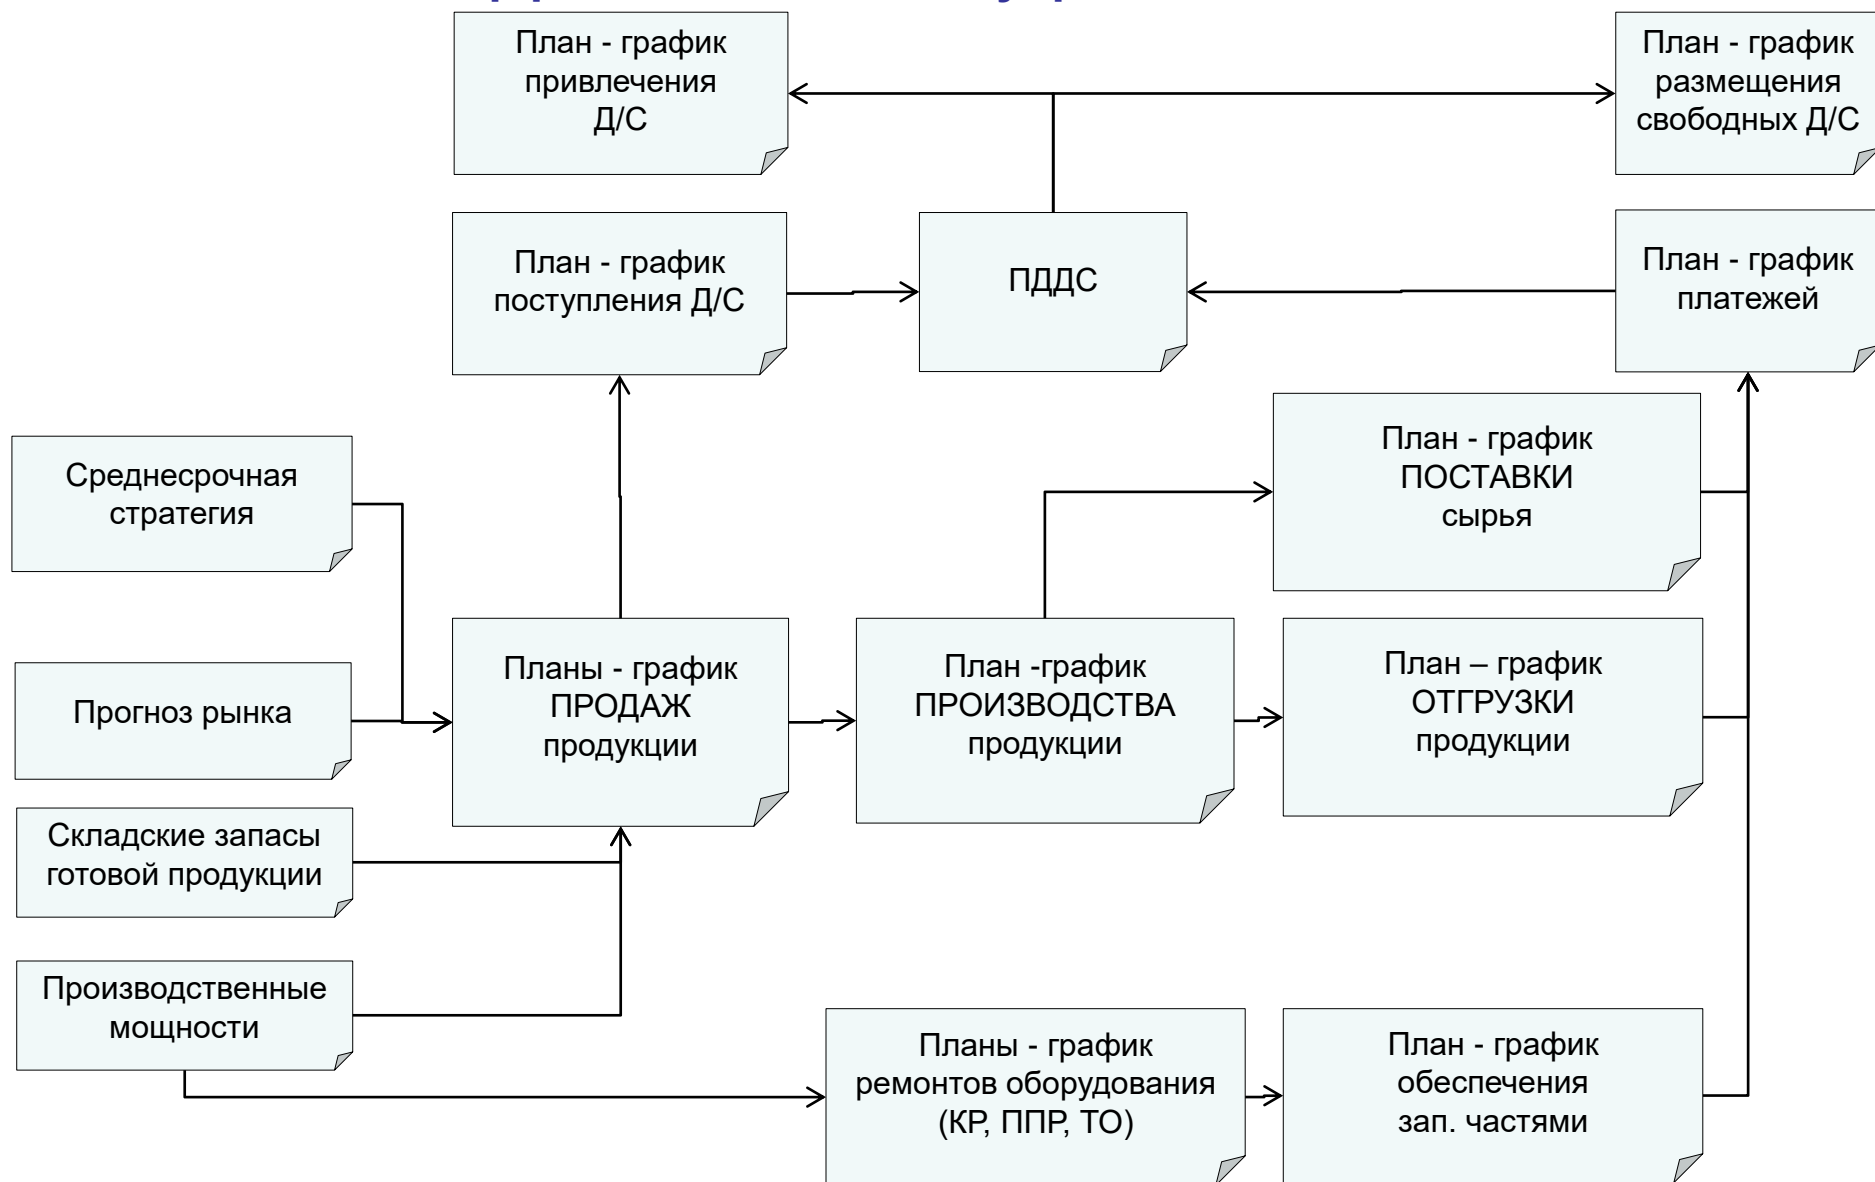 План - график
привлечения
Д/С
План - график
размещения
свободных Д/С
План - график
поступления Д/С
ПДДС
План - график
платежей
Среднесрочная
стратегия
План - график
ПОСТАВКИ
сырья
Прогноз рынка
Планы - график
ПРОДАЖ
продукции
План -график
ПРОИЗВОДСТВА
продукции
План – график
ОТГРУЗКИ
продукции
Складские запасы
готовой продукции
Производственные
мощности
Планы - график
ремонтов оборудования
(КР, ППР, ТО)
План - график
обеспечения
зап. частями